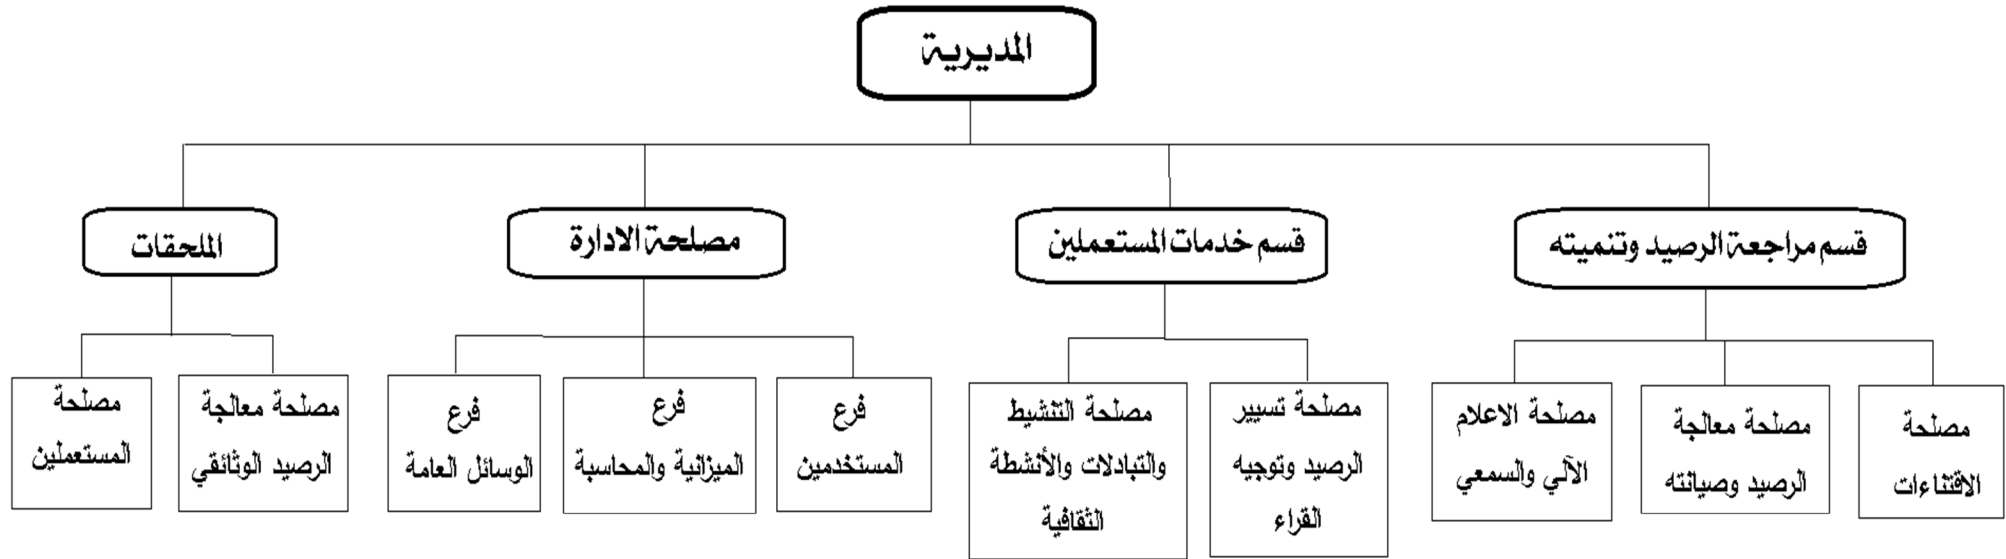 المديرية
قسم مراجعة الرصيد وتنميته
قسم خدمات المستعملين
مصلحة الادارة
الملحقات
مصلحة
الاقتناءات
مصلحة معالجة
الرصيد وصيانته
مصلحة الاعلام
الآلي والسمعي
مصلحة تسيير
الرصيد وتوجيه
القراء
مصلحة التنشيط
والتبادلات والأنشطة
الثقافية
فرع
المستخدمين
فرع
الميزانية والمحاسبة
فرع
الوسائل العامة
مصلحة معالجة
الرصيد الوثائقي
مصلحة
المستعملين